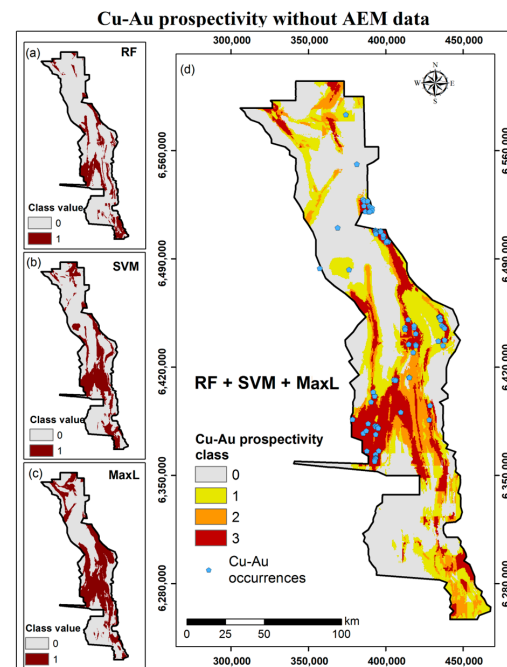 Cu-Au prospectivity without AEM data
(a)
RF
Class value
0
1
(b)
SVM
Class value
0
1
(c)
MaxL
Class value
0
1
300,000 350,000 400,000 450,000
(d)
N
W E
S
6,560,000
6,490,000
6,420,000
6,350,000
6,280,000
RF + SVM + MaxL
Cu-Au prospectivity
class
0
1
2
3
Cu-Au
occurrences
km
0 25 50 100
300,000 350,000 400,000 450,000